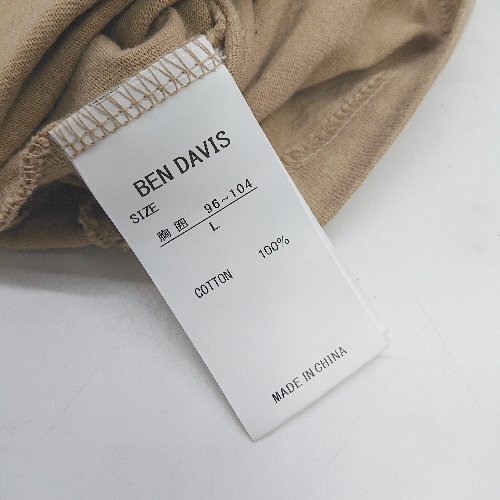 BEN DAVIS
SIZE
胸囲 96~104
L
COTTON 100%
MADE IN CHINA